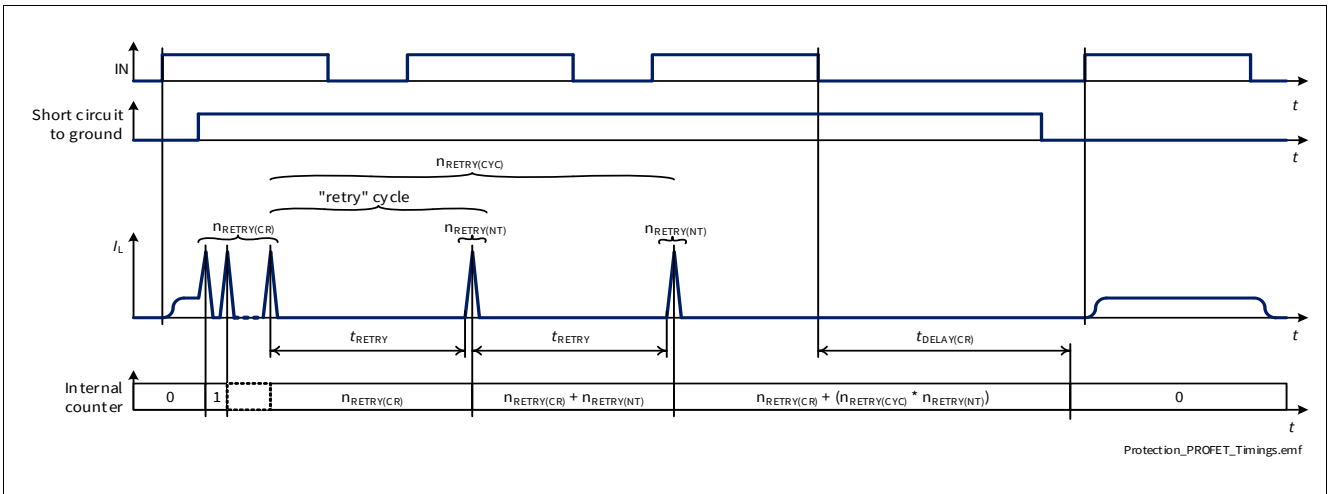 IN
t
Short circuit
to ground
t
nRETRY(CYC)
"retry" cycle
nRETRY(CR)
nRETRY(NT)
nRETRY(NT)
IL
t
tRETRY
tRETRY
tDELAY(CR)
Internal
counter
0
1
nRETRY(CR)
nRETRY(CR) + nRETRY(NT)
nRETRY(CR) + (nRETRY(CYC) * nRETRY(NT))
0
t
Protection_PROFET_Timings.emf